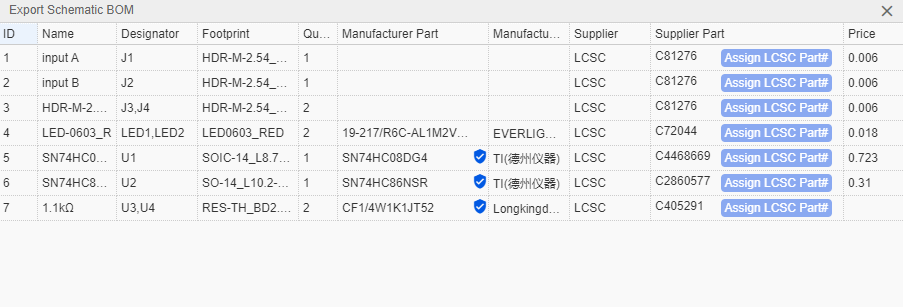 Export Schematic BOM
ID Name Designator Footprint Qu... Manufacturer Part Manufactu... Supplier Supplier Part Price
1 input A J1 HDR-M-2.54_... 1 LCSC C81276 Assign LCSC Part# 0.006
2 input B J2 HDR-M-2.54_... 1 LCSC C81276 Assign LCSC Part# 0.006
3 HDR-M-2.... J3,J4 HDR-M-2.54_... 2 LCSC C81276 Assign LCSC Part# 0.006
4 LED-0603_R LED1,LED2 LED0603_RED 2 19-217/R6C-AL1M2V... EVERLIG... LCSC C72044 Assign LCSC Part# 0.018
5 SN74HC0... U1 SOIC-14_L8.7... 1 SN74HC08DG4 TI(德州仪器) LCSC C4468669 Assign LCSC Part# 0.723
6 SN74HC8... U2 SO-14_L10.2-... 1 SN74HC86NSR TI(德州仪器) LCSC C2860577 Assign LCSC Part# 0.31
7 1.1kΩ U3,U4 RES-TH_BD2.... 2 CF1/4W1K1JT52 Longkingd... LCSC C405291 Assign LCSC Part#